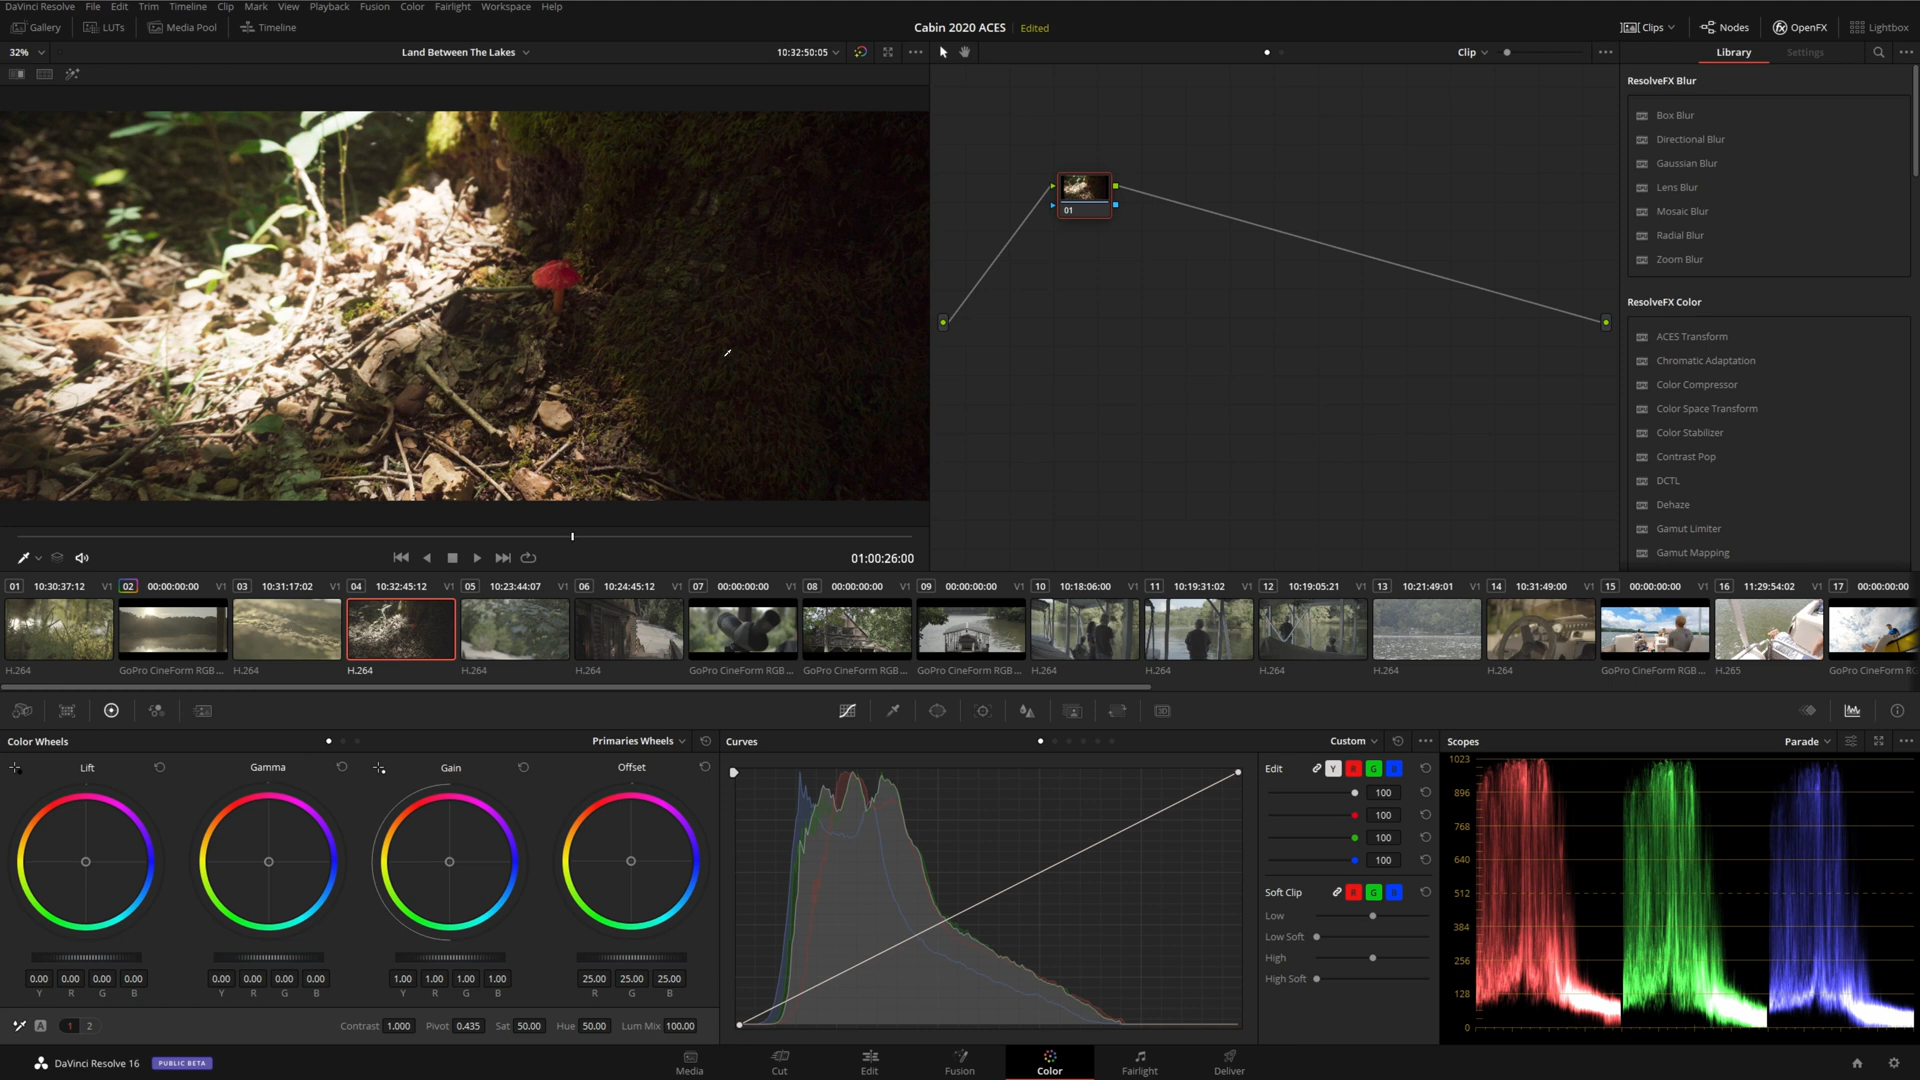 DaVinci Resolve File Edit Trim Timeline Clip Mark View Playback Fusion Color Fairlight Workspace Help
Gallery LUTs Media Pool Timeline Cabin 2020 ACES Edited Clips Nodes OpenFX Lightbox
32% Land Between The Lakes 10:32:50:05 Clip Library Settings
ResolveFX Blur
Box Blur
Directional Blur
Gaussian Blur
Lens Blur
Mosaic Blur
Radial Blur
Zoom Blur
ResolveFX Color
ACES Transform
Chromatic Adaptation
Color Compressor
Color Space Transform
Color Stabilizer
Contrast Pop
DCTL
Dehaze
Gamut Limiter
Gamut Mapping
01
01:00:26:00
01 10:30:37:12 V1 02 00:00:00:00 V1 03 10:31:17:02 V1 04 10:32:45:12 V1 05 10:23:44:07 V1 06 10:24:45:12 V1 07 00:00:00:00 V1 08 00:00:00:00 V1 09 00:00:00:00 V1 10 10:18:06:00 V1 11 10:19:31:02 V1 12 10:19:05:21 V1 13 10:21:49:01 V1 14 10:31:49:00 V1 15 00:00:00:00 V1 16 11:29:54:02 V1 17 00:00:00:00
H.264 GoPro CineForm RGB ... H.264 H.264 H.264 H.264 GoPro CineForm RGB ... GoPro CineForm RGB ... GoPro CineForm RGB ... H.264 H.264 H.264 H.264 H.264 GoPro CineForm RGB ... H.265 GoPro CineForm RG
Color Wheels Primaries Wheels Curves Custom Scopes Parade
Lift Gamma Gain Offset
0.00 0.00 0.00 0.00 0.00 0.00 0.00 0.00 1.00 1.00 1.00 1.00 25.00 25.00 25.00
Y R G B Y R G B Y R G B R G B
A 1 2 Contrast 1.000 Pivot 0.435 Sat 50.00 Hue 50.00 Lum Mix 100.00
Edit Y R G B
100
100
100
100
Soft Clip R G B
Low
Low Soft
High
High Soft
1023
896
768
640
512
384
256
128
0
DaVinci Resolve 16 PUBLIC BETA Media Cut Edit Fusion Color Fairlight Deliver